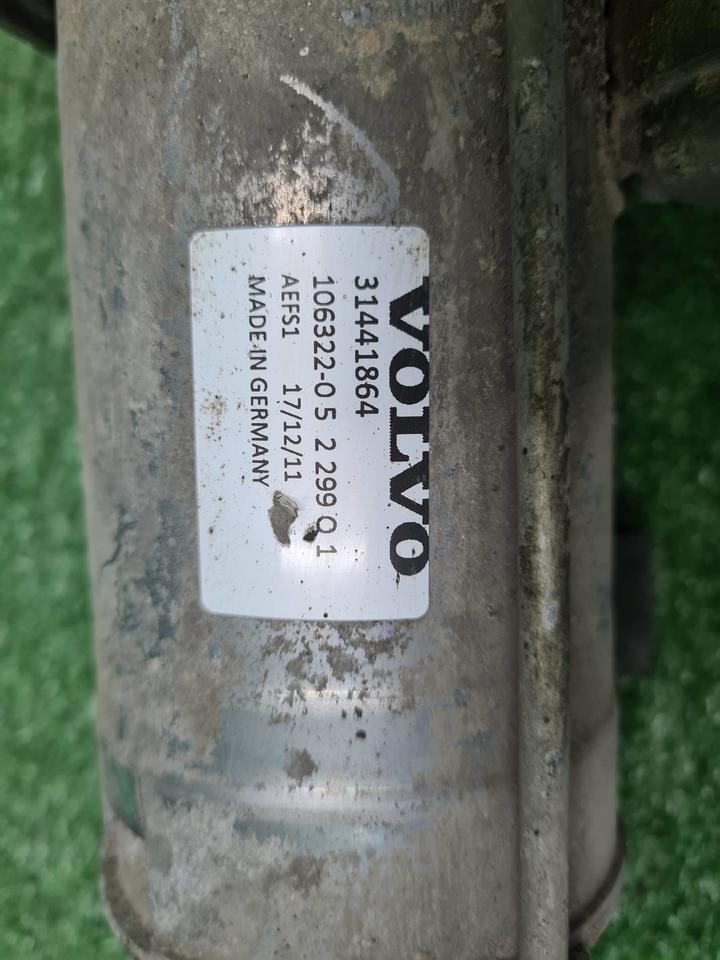 VOLVO
31441864
106322-0 5 2 299 0 1
AEFS1 17/12/11
MADE IN GERMANY